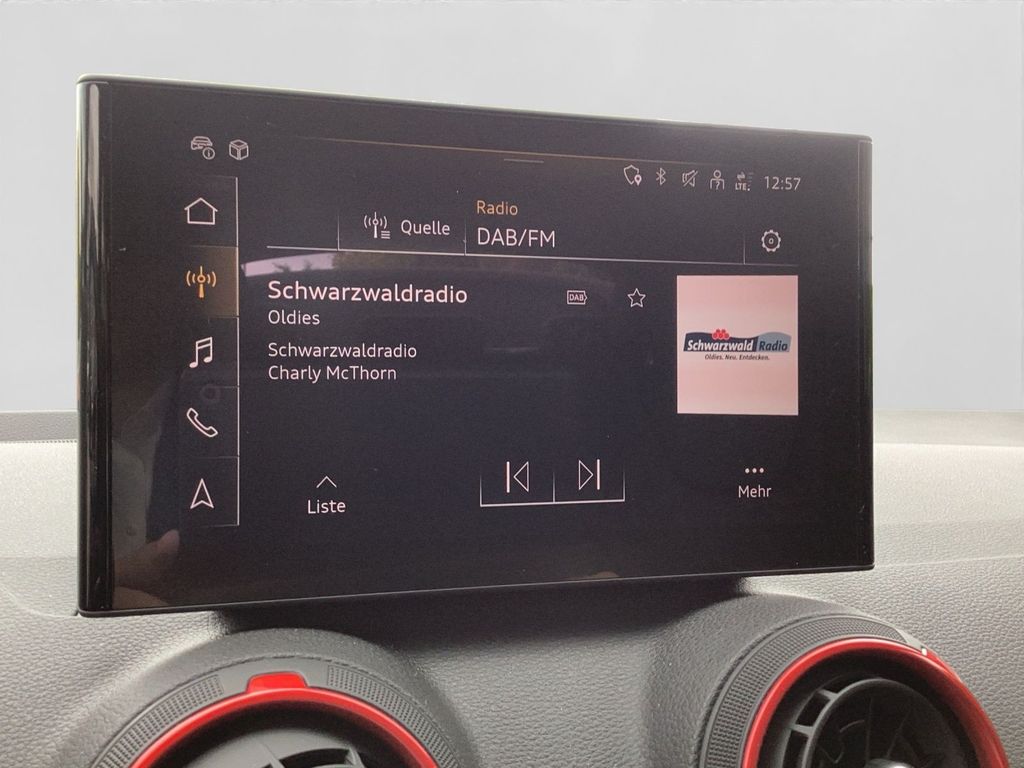 LTE
12:57
Quelle
Radio
DAB/FM
Schwarzwaldradio
DAB
Oldies
Schwarzwaldradio
Charly McThorn
Schwarzwald Radio
Oldies. Neu. Entdecken.
Liste
Mehr